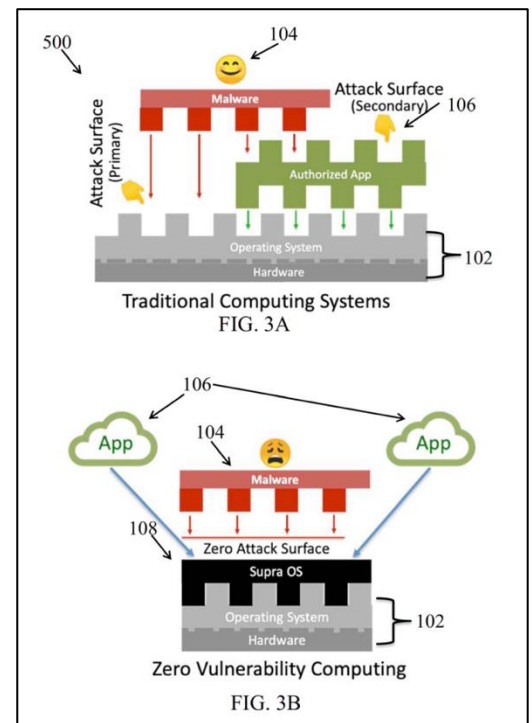 500
104
Malware
Attack Surface
(Secondary)
106
Attack Surface
(Primary)
Authorized App
Operating System
Hardware
102
Traditional Computing Systems
FIG. 3A
106
App
App
104
Malware
108
Zero Attack Surface
Supra OS
Operating System
Hardware
102
Zero Vulnerability Computing
FIG. 3B